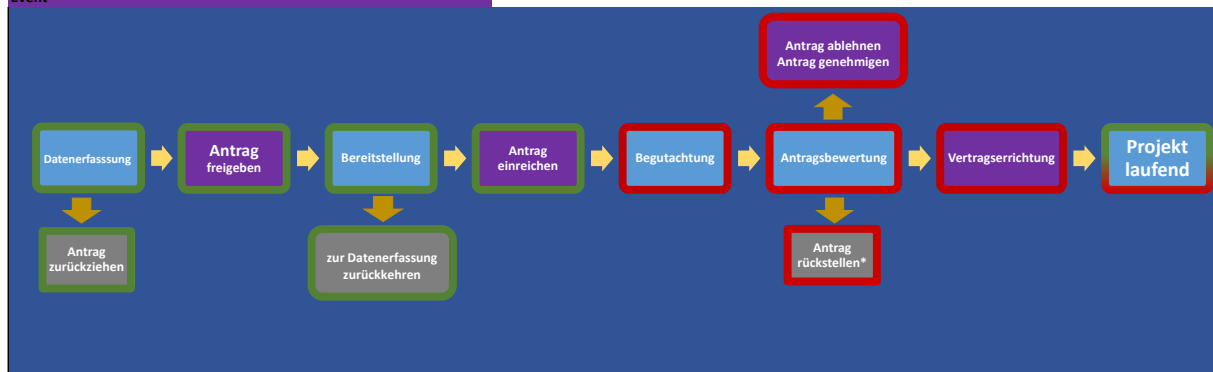 Event
Antrag ablehnen
Antrag genehmigen
Datenerfasssung
Antrag
freigeben
Bereitstellung
Antrag
einreichen
Begutachtung
Antragsbewertung
Vertragserrichtung
Projekt
laufend
Antrag
zurückziehen
zur Datenerfassung
zurückkehren
Antrag
rückstellen*